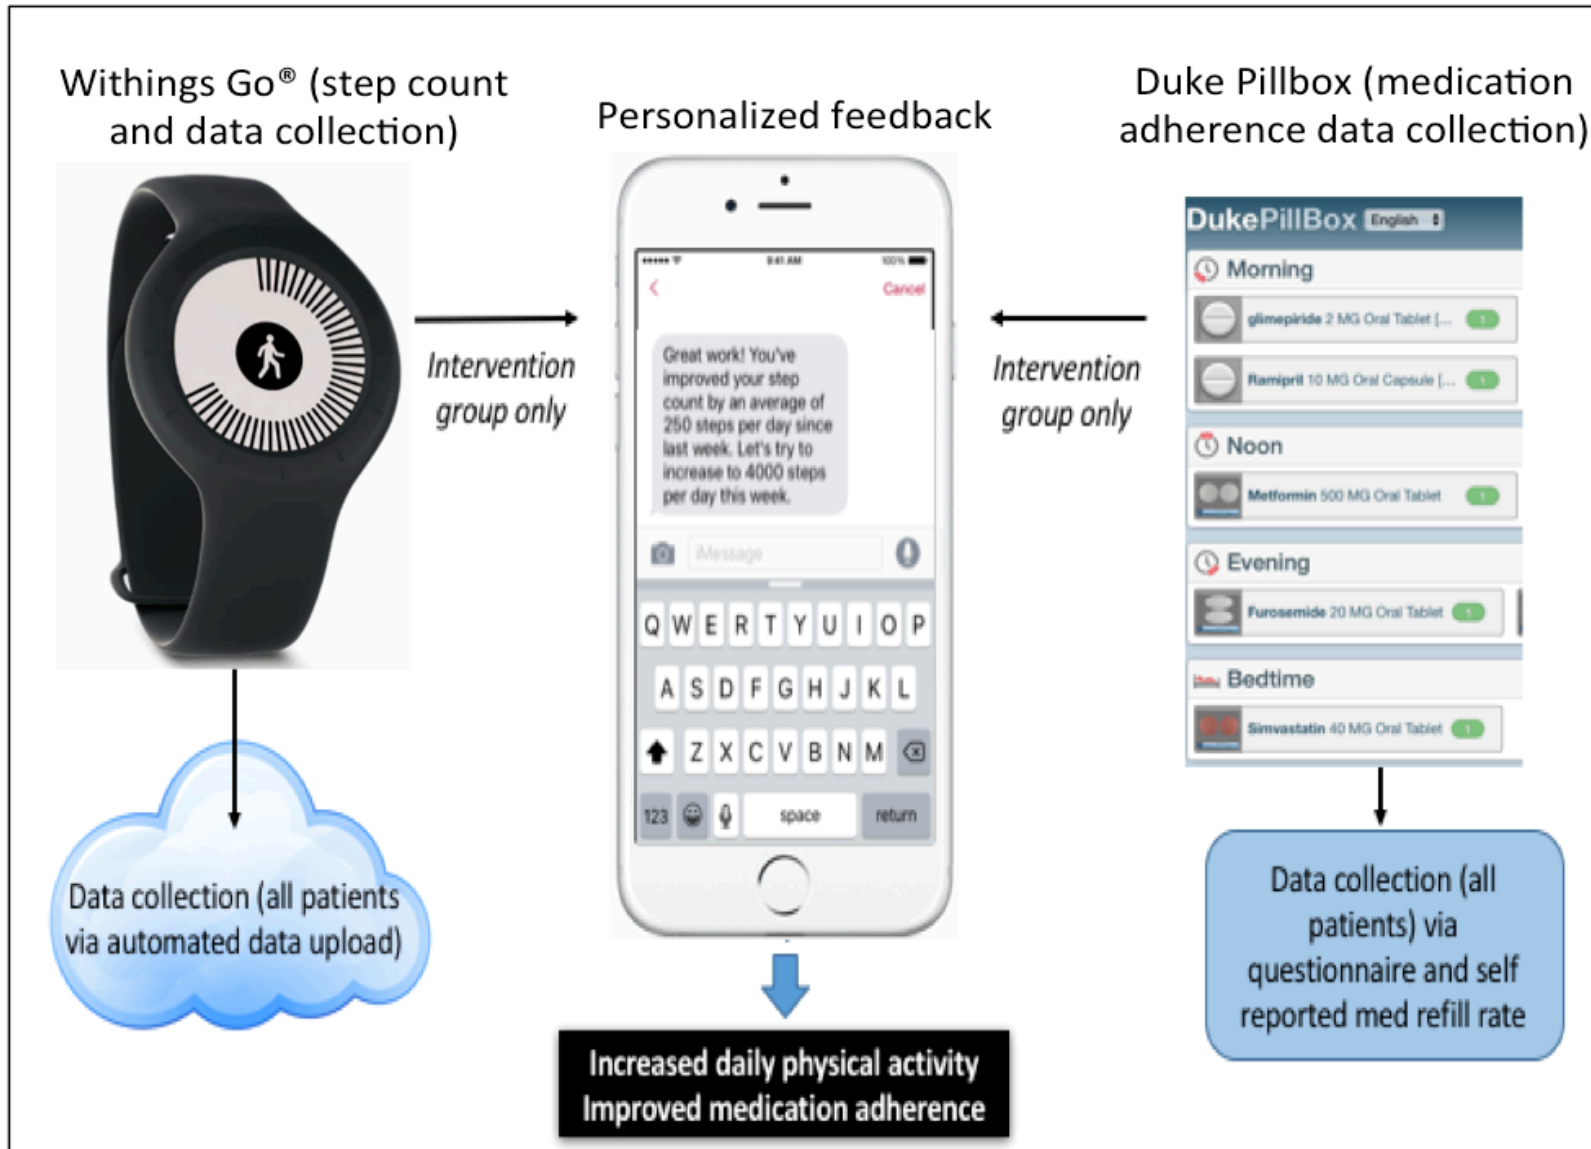 Withings Go® (step count
and data collection)
Personalized feedback
Duke Pillbox (medication
adherence data collection)
Intervention
group only
9:41 AM
100%
Cancel
Great work! You've
improved your step
count by an average of
250 steps per day since
last week. Let's try to
increase to 4000 steps
per day this week.
iMessage
Q W E R T Y U I O P
A S D F G H J K L
Z X C V B N M
123 space return
Intervention
group only
DukePillBox English
Morning
glimepiride 2 MG Oral Tablet [... 1
Ramipril 10 MG Oral Capsule [... 1
Noon
Metformin 500 MG Oral Tablet 1
Evening
Furosemide 20 MG Oral Tablet 1
Bedtime
Simvastatin 40 MG Oral Tablet 1
Data collection (all patients
via automated data upload)
Data collection (all
patients) via
questionnaire and self
reported med refill rate
Increased daily physical activity
Improved medication adherence